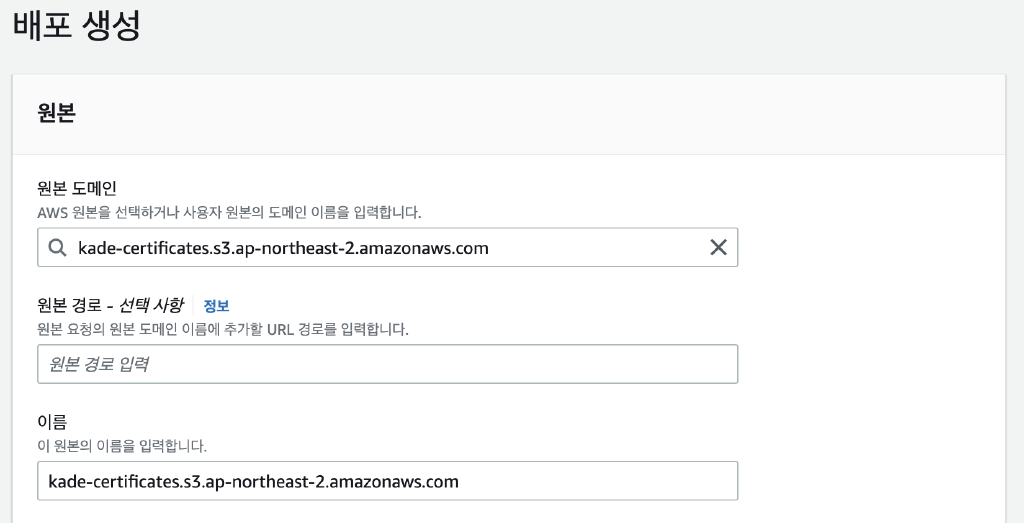 배포 생성
원본
원본 도메인
AWS 원본을 선택하거나 사용자 원본의 도메인 이름을 입력합니다.
kade-certificates.s3.ap-northeast-2.amazonaws.com
원본 경로 - 선택 사항 정보
원본 요청의 원본 도메인 이름에 추가할 URL 경로를 입력합니다.
원본 경로 입력
이름
이 원본의 이름을 입력합니다.
kade-certificates.s3.ap-northeast-2.amazonaws.com